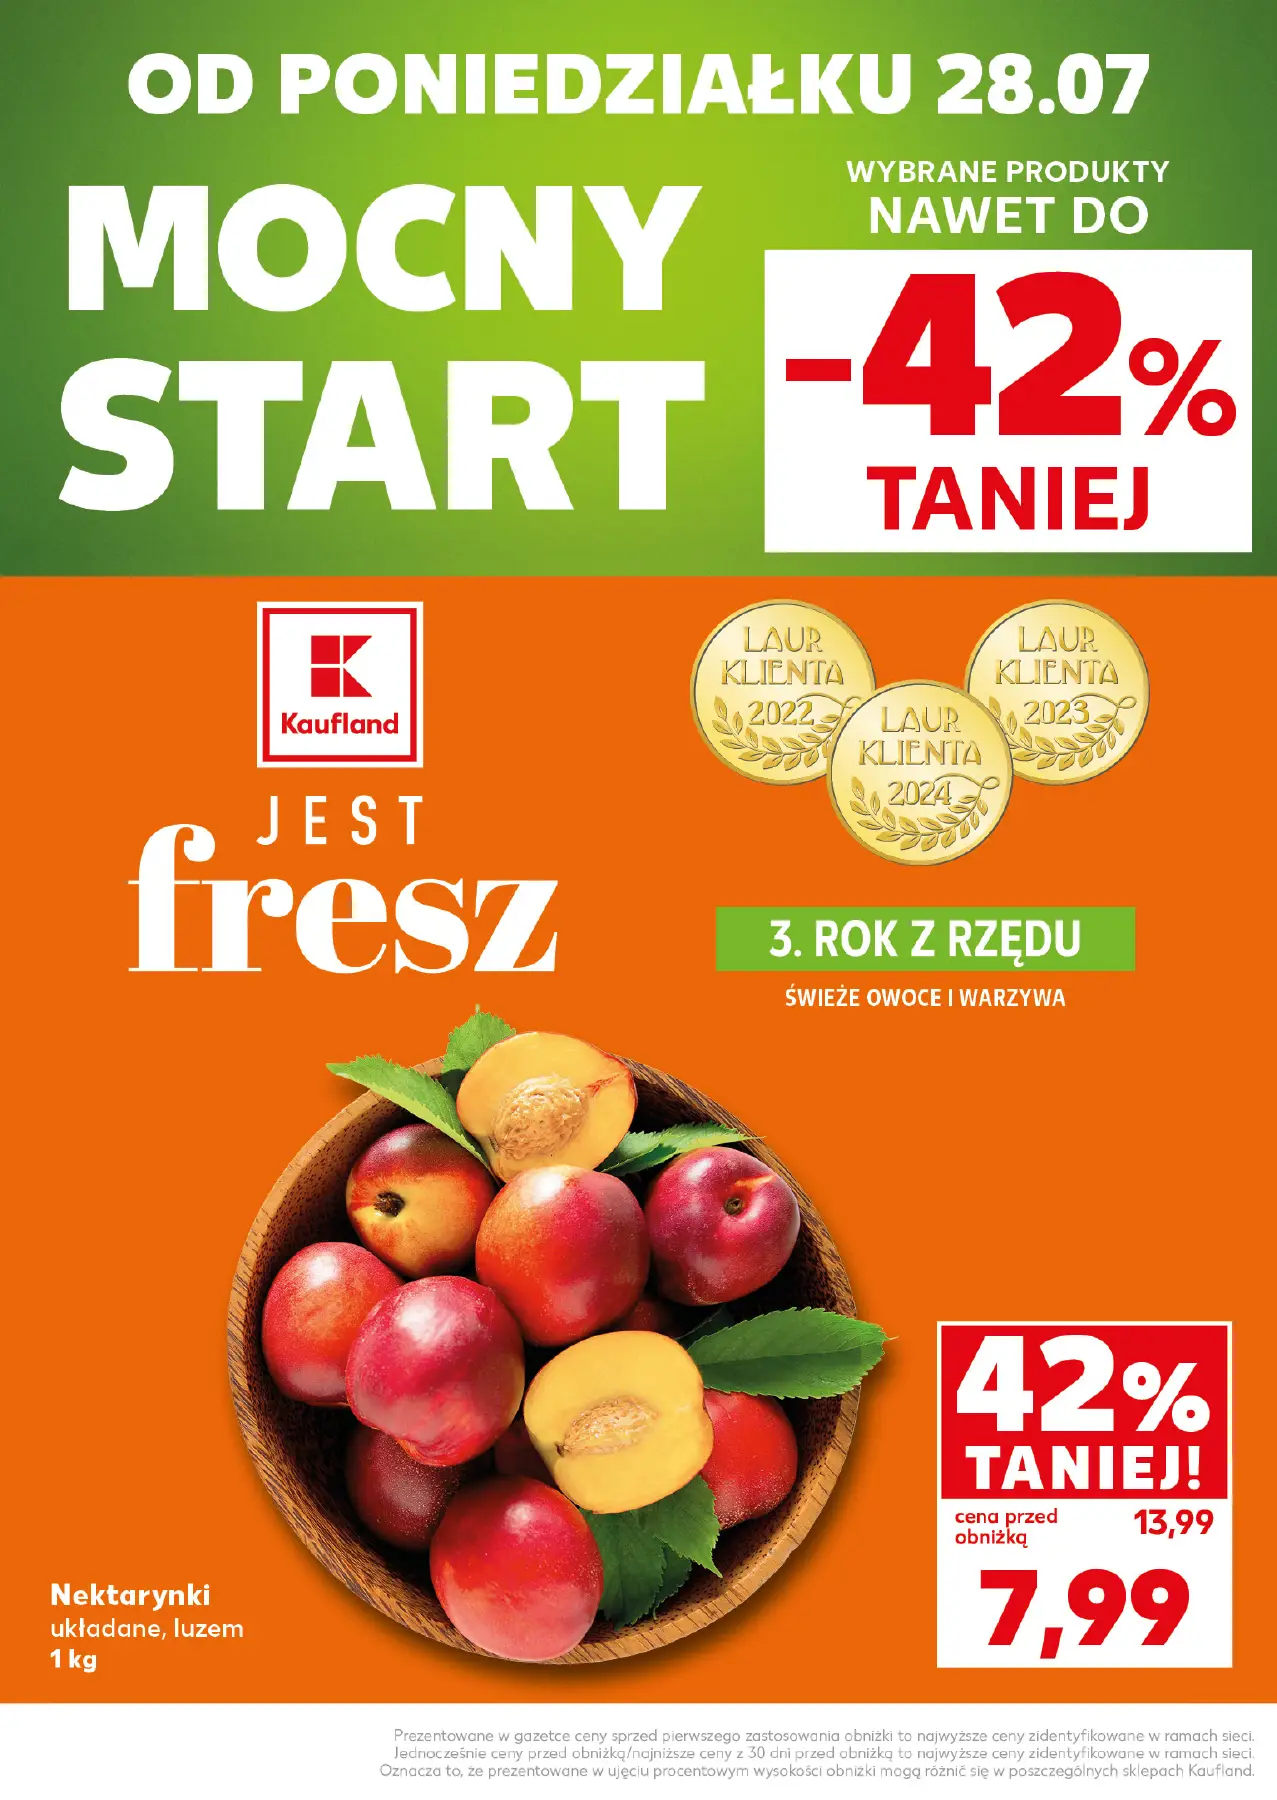 OD PONIEDZIAŁKU 28.07
MOCNY
START
WYBRANE PRODUKTY
NAWET DO
-42%
TANIEJ
Kaufland
JEST
fresz
LAUR
KLIENTA
2022
LAUR
KLIENTA
2024
LAUR
KLIENTA
2023
3. ROK Z RZĘDU
ŚWIEŻE OWOCE I WARZYWA
42%
TANIEJ!
cena przed
obniżką
13,99
7,99
Nektarynki
układane, luzem
1 kg
Prezentowane w gazetce ceny sprzed pierwszego zastosowania obniżki to najwyższe ceny zidentyfikowane w ramach sieci.
Jednocześnie ceny przed obniżką/najniższe ceny z 30 dni przed obniżką to najwyższe ceny zidentyfikowane w ramach sieci.
Oznacza to, że prezentowane w ujęciu procentowym wysokości obniżki mogą różnić się w poszczególnych sklepach Kaufland.